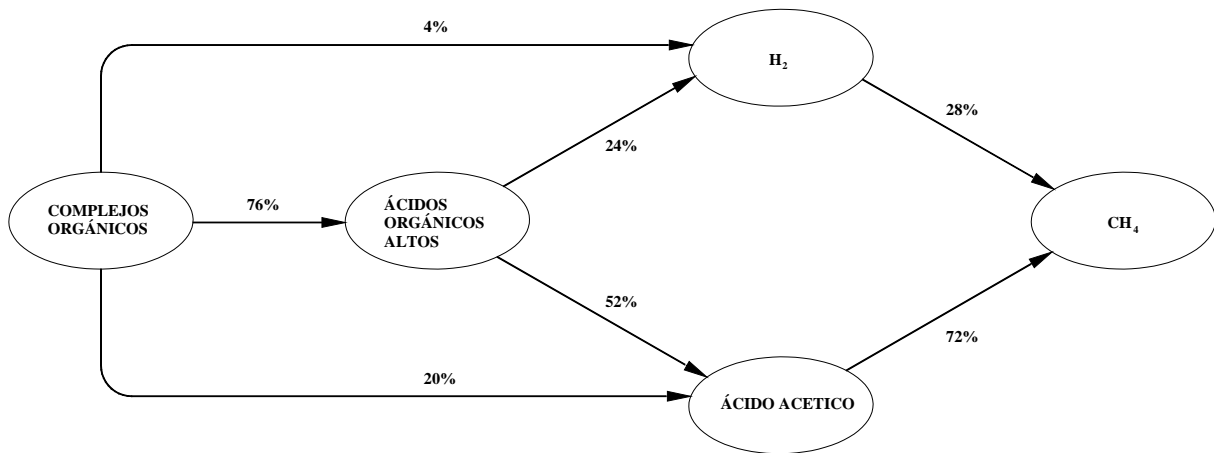 4%
H₂
28%
24%
COMPLEJOS
ORGÁNICOS
76%
ÁCIDOS
ORGÁNICOS
ALTOS
CH₄
52%
72%
20%
ÁCIDO ACETICO